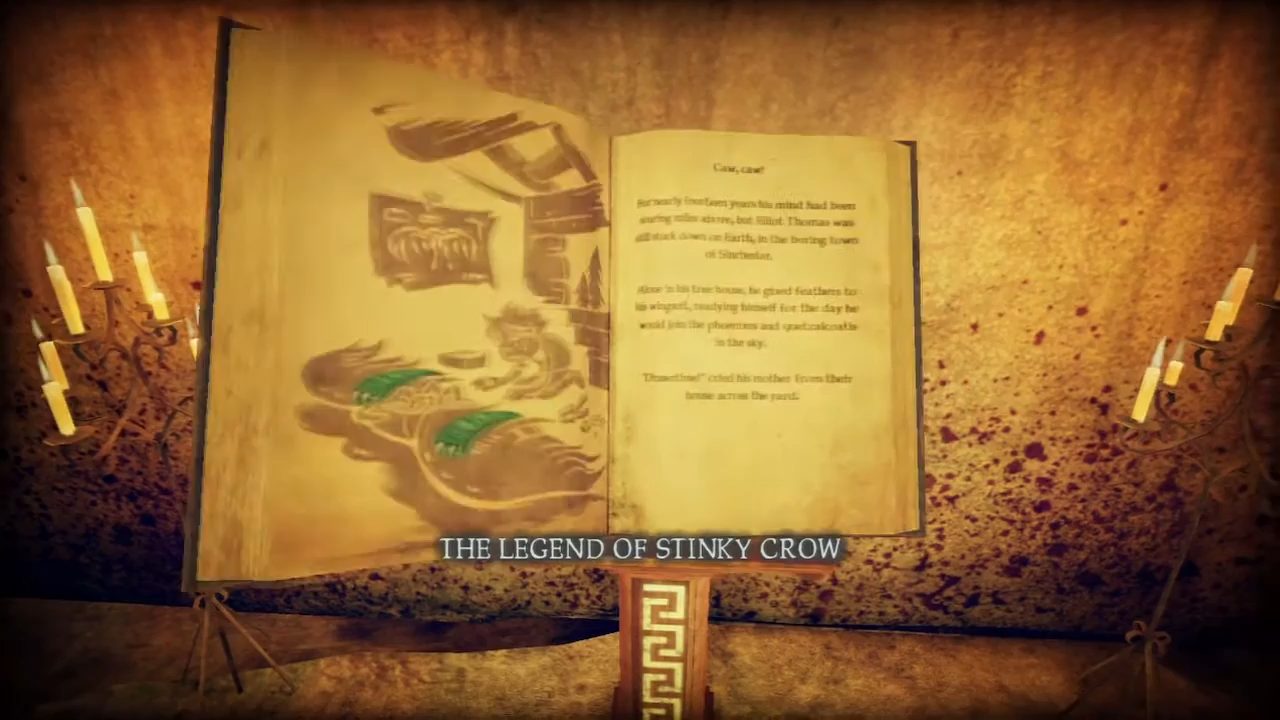 Caw, caw!
For nearly fourteen years his mind had been
soaring miles above, but Elliot Thomas was
still stuck down on Earth, in the boring town
of
Alone in his tree house, he glued feathers to
his wingsuit, readying himself for the day he
would join the phoenixes and quetzalcoatls
in the sky.
"Dinnertime!" cried his mother from their
house across the yard.
THE LEGEND OF STINKY CROW